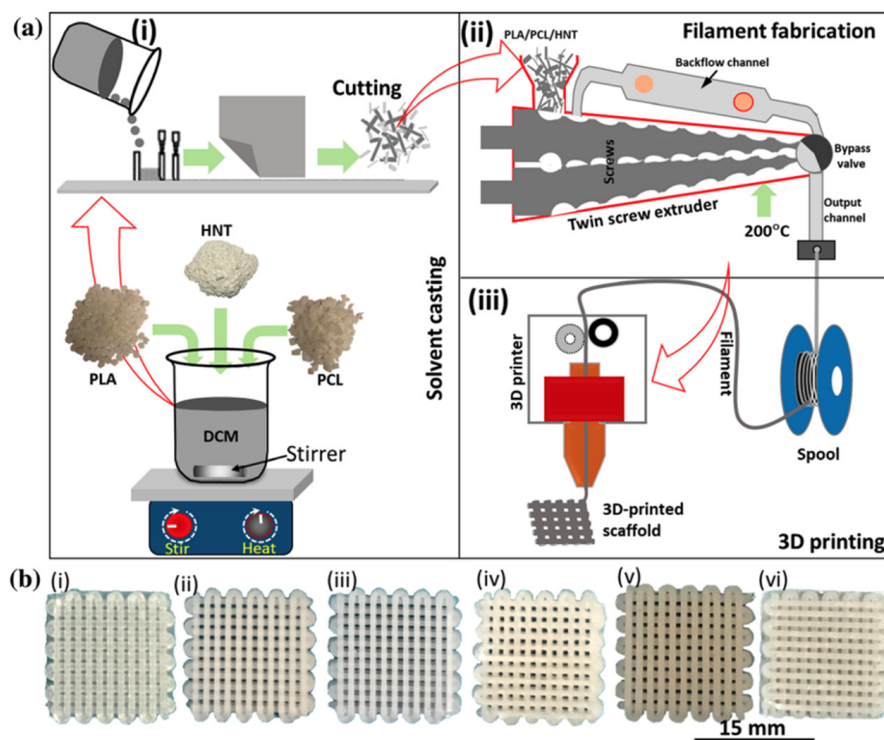 (a)
(i)
Cutting
HNT
PLA
PCL
DCM
Stirrer
Stir
Heat
Solvent casting
(ii)
Filament fabrication
PLA/PCL/HNT
Backflow channel
Screws
Bypass
valve
Twin screw extruder
200°C
Output
channel
(iii)
3D printer
Filament
Spool
3D-printed
scaffold
3D printing
(b)
(i)
(ii)
(iii)
(iv)
(v)
(vi)
15 mm